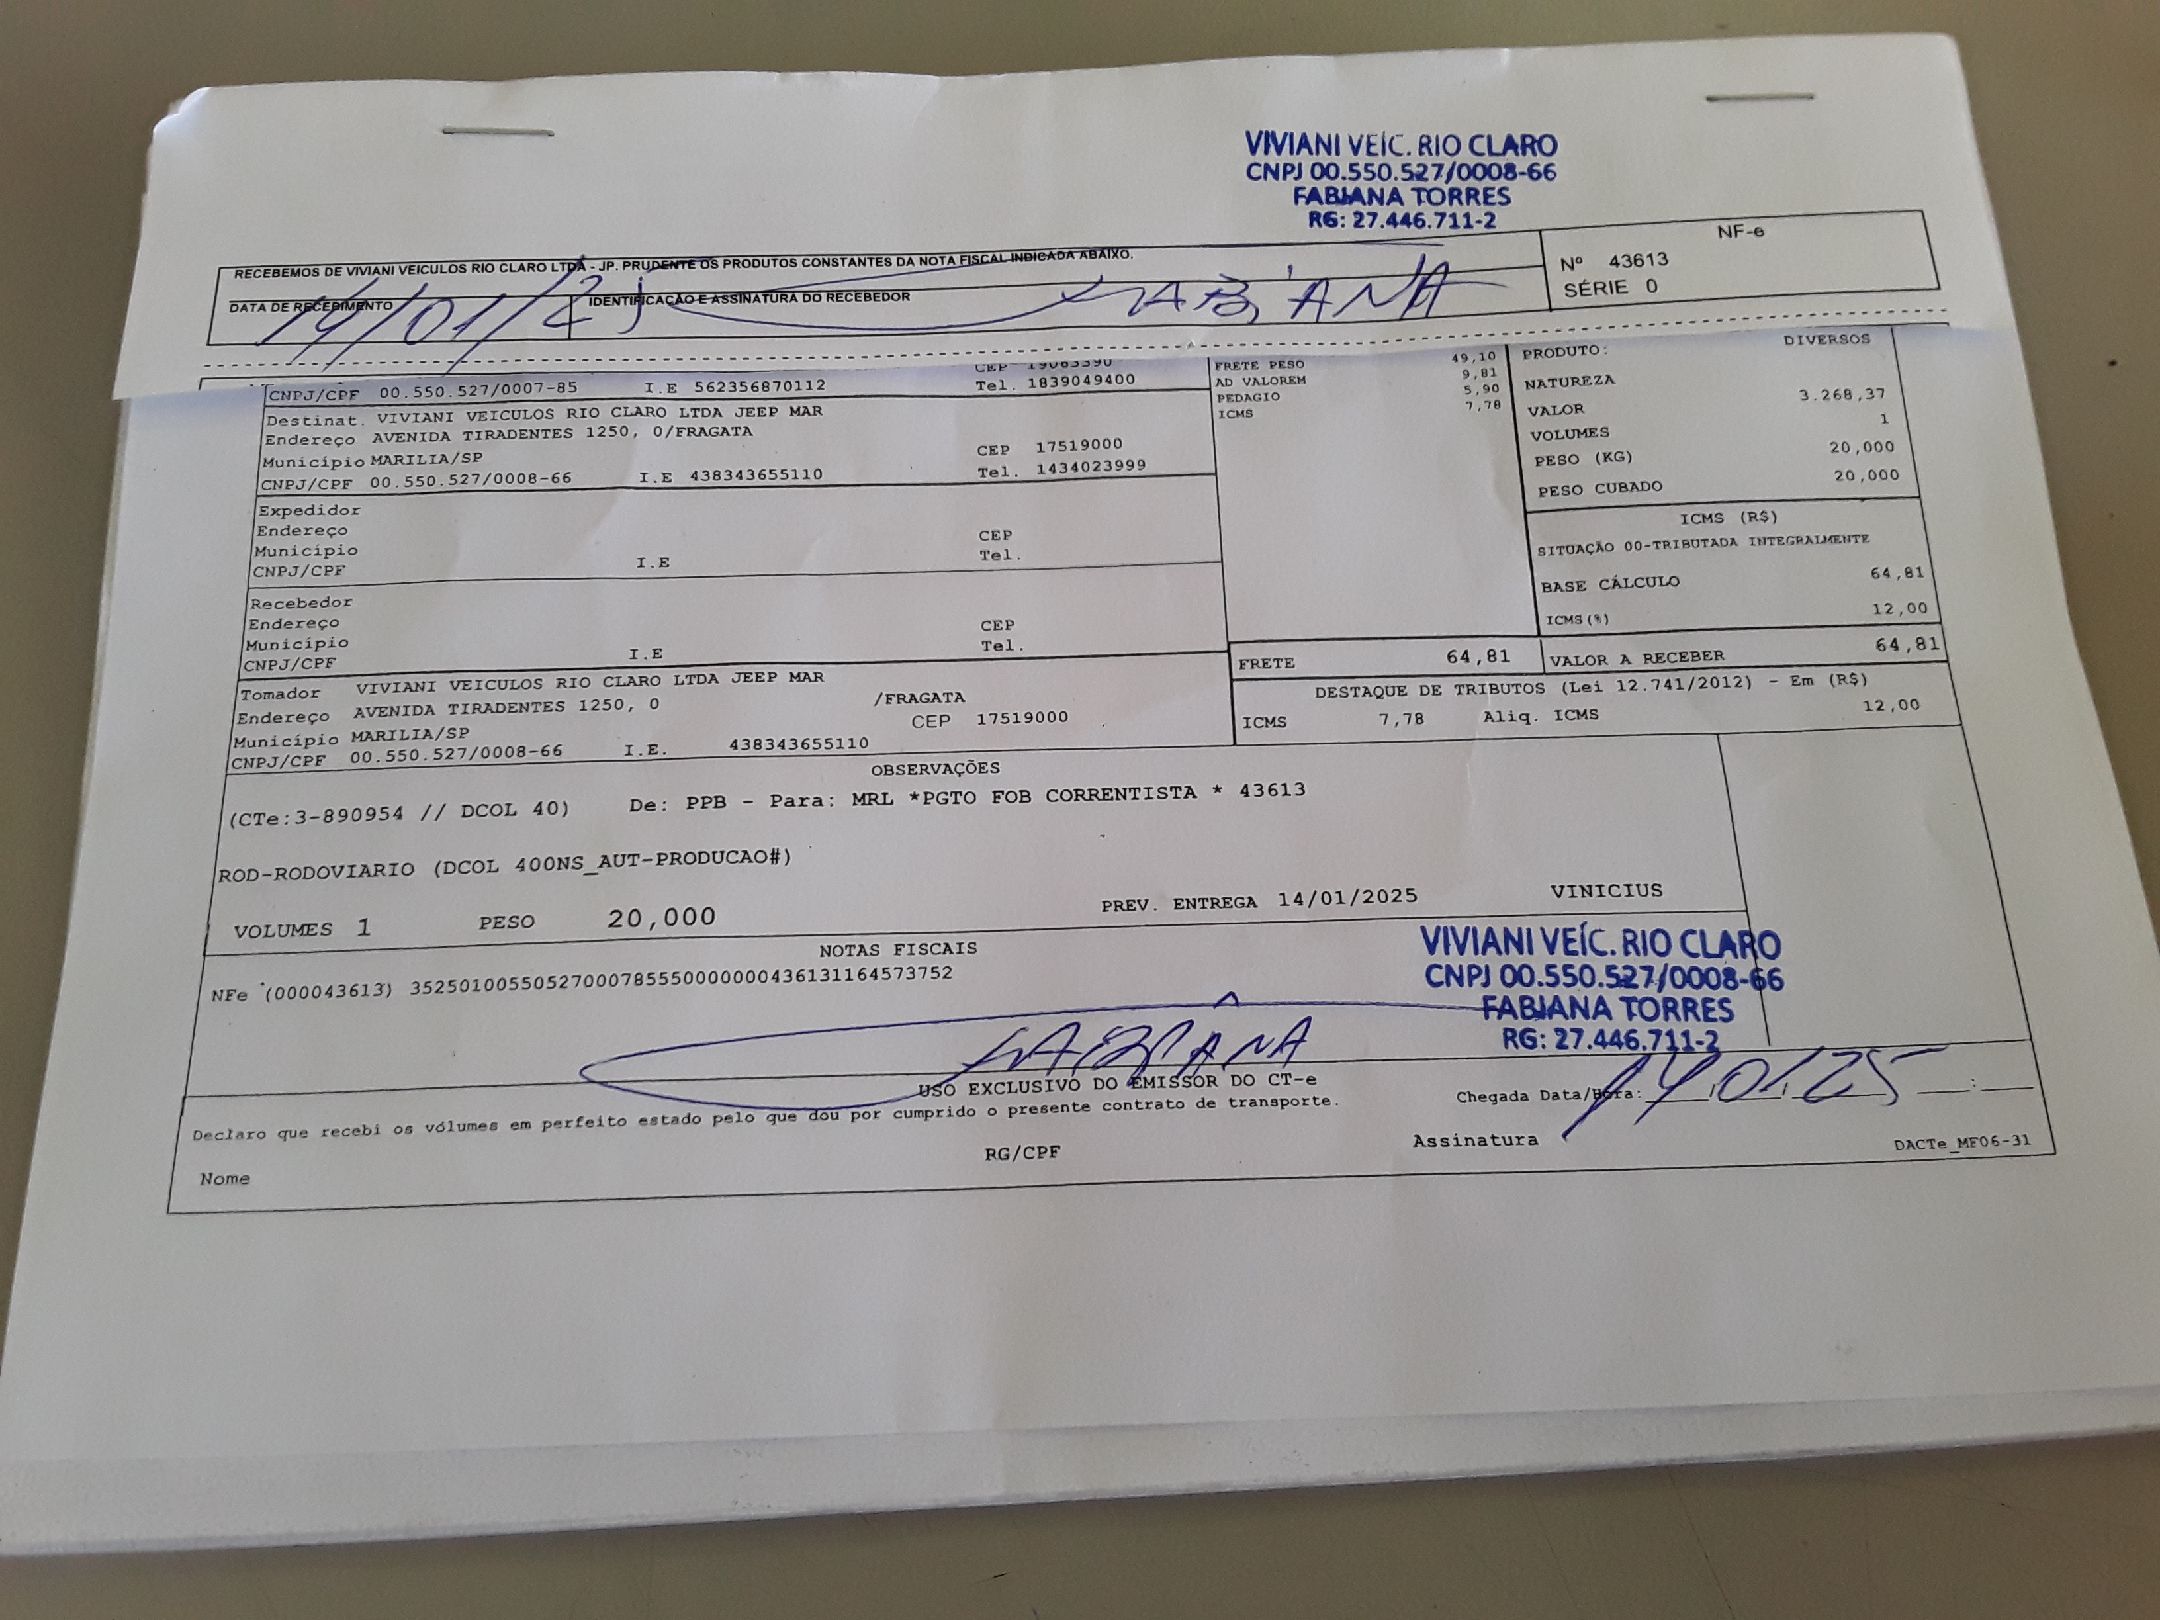 VIVIANI VEÍC. RIO CLARO
CNPJ 00.550.527/0008-66
FABIANA TORRES
RG: 27.446.711-2
RECEBEMOS DE VIVIANI VEICULOS RIO CLARO LTDA - JP. PRUDENTE OS PRODUTOS CONSTANTES DA NOTA FISCAL INDICADA ABAIXO.
NF-e
Nº 43613
SÉRIE 0
DATA DE RECEBIMENTO
IDENTIFICAÇÃO E ASSINATURA DO RECEBEDOR
14/01/25
FABIANA
CEP 19063390
CNPJ/CPF 00.550.527/0007-85 I.E 562356870112 Tel. 1839049400
Destinat. VIVIANI VEICULOS RIO CLARO LTDA JEEP MAR
Endereço AVENIDA TIRADENTES 1250, 0/FRAGATA
Município MARILIA/SP CEP 17519000
CNPJ/CPF 00.550.527/0008-66 I.E 438343655110 Tel. 1434023999
Expedidor
Endereço
Município CEP
CNPJ/CPF I.E Tel.
Recebedor
Endereço
Município CEP
CNPJ/CPF I.E Tel.
Tomador VIVIANI VEICULOS RIO CLARO LTDA JEEP MAR
Endereço AVENIDA TIRADENTES 1250, 0 /FRAGATA
Município MARILIA/SP CEP 17519000
CNPJ/CPF 00.550.527/0008-66 I.E. 438343655110
FRETE PESO 49,10
AD VALOREM 9,81
PEDAGIO 5,90
ICMS 7,78
PRODUTO: DIVERSOS
NATUREZA
VALOR 3.268,37
VOLUMES 1
PESO (KG) 20,000
PESO CUBADO 20,000
ICMS (R$)
SITUAÇÃO 00-TRIBUTADA INTEGRALMENTE
BASE CÁLCULO 64,81
ICMS(%) 12,00
FRETE 64,81 VALOR A RECEBER 64,81
DESTAQUE DE TRIBUTOS (Lei 12.741/2012) - Em (R$)
ICMS 7,78 Aliq. ICMS 12,00
OBSERVAÇÕES
(CTe:3-890954 // DCOL 40) De: PPB - Para: MRL *PGTO FOB CORRENTISTA * 43613
ROD-RODOVIARIO (DCOL 400NS_AUT-PRODUCAO#)
VOLUMES 1 PESO 20,000 PREV. ENTREGA 14/01/2025 VINICIUS
NOTAS FISCAIS
NFe (000043613) 35250100550527000785550000000436131164573752
VIVIANI VEÍC. RIO CLARO
CNPJ 00.550.527/0008-66
FABIANA TORRES
RG: 27.446.711-2
FABIANA
USO EXCLUSIVO DO EMISSOR DO CT-e
Declaro que recebi os vólumes em perfeito estado pelo que dou por cumprido o presente contrato de transporte.
Chegada Data/Hora: 14/01/25 :
Nome RG/CPF Assinatura
DACTe_MF06-31